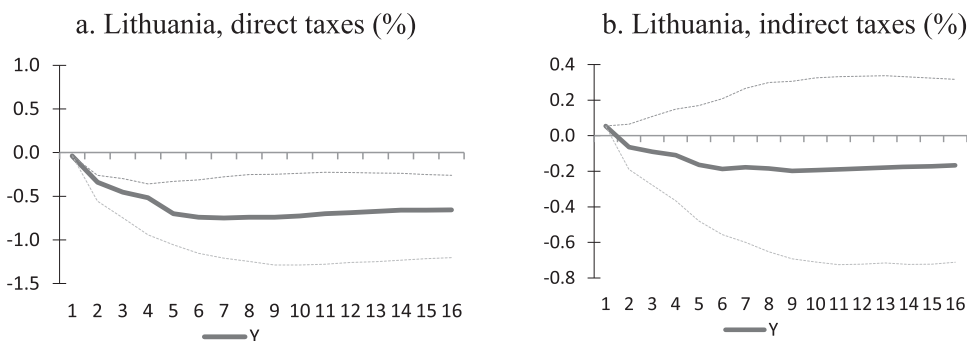 a. Lithuania, direct taxes (%)
1.0
0.5
0.0
-0.5
-1.0
-1.5
1 2 3 4 5 6 7 8 9 10 11 12 13 14 15 16
Y
b. Lithuania, indirect taxes (%)
0.4
0.2
0.0
-0.2
-0.4
-0.6
-0.8
1 2 3 4 5 6 7 8 9 10 11 12 13 14 15 16
Y